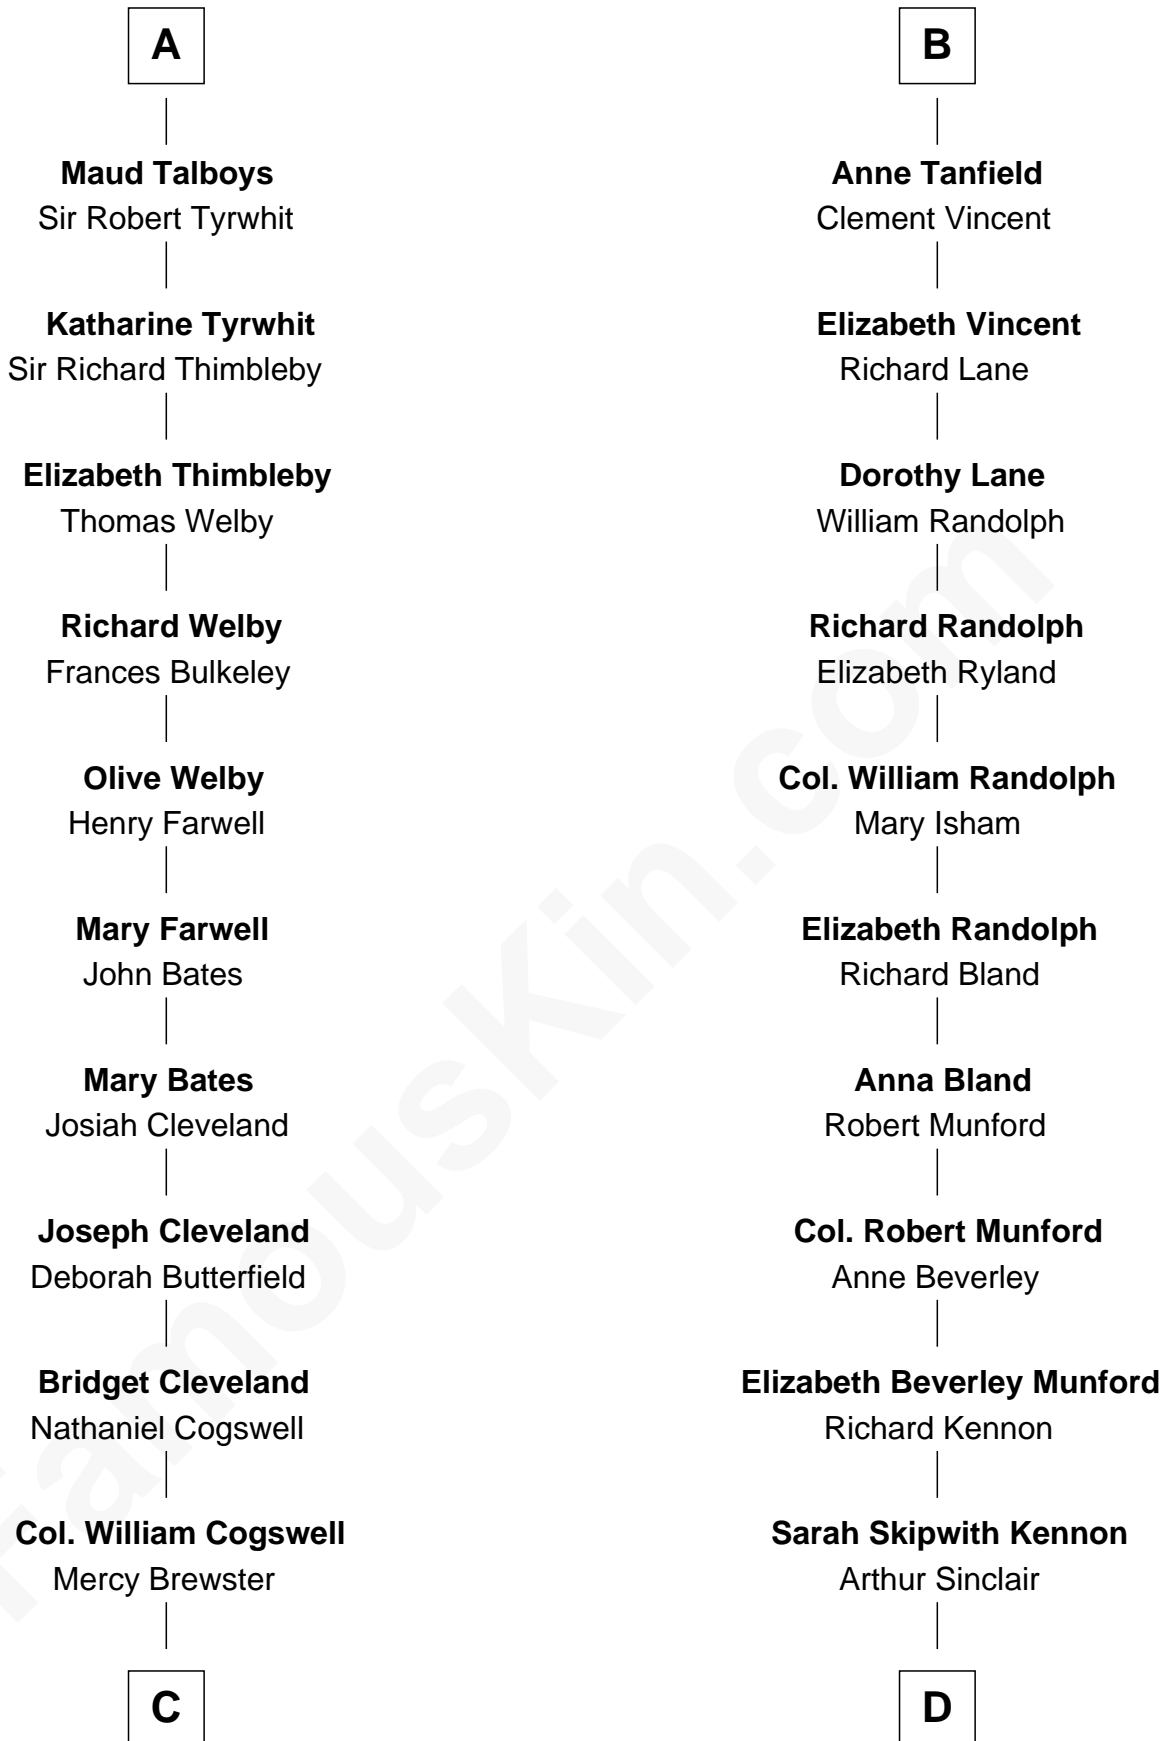 A
Maud Talboys
Sir Robert Tyrwhit
Katharine Tyrwhit
Sir Richard Thimbleby
Elizabeth Thimbleby
Thomas Welby
Richard Welby
Frances Bulkeley
Olive Welby
Henry Farwell
Mary Farwell
John Bates
Mary Bates
Josiah Cleveland
Joseph Cleveland
Deborah Butterfield
Bridget Cleveland
Nathaniel Cogswell
Col. William Cogswell
Mercy Brewster
C
B
Anne Tanfield
Clement Vincent
Elizabeth Vincent
Richard Lane
Dorothy Lane
William Randolph
Richard Randolph
Elizabeth Ryland
Col. William Randolph
Mary Isham
Elizabeth Randolph
Richard Bland
Anna Bland
Robert Munford
Col. Robert Munford
Anne Beverley
Elizabeth Beverley Munford
Richard Kennon
Sarah Skipwith Kennon
Arthur Sinclair
D
FamousKin.com